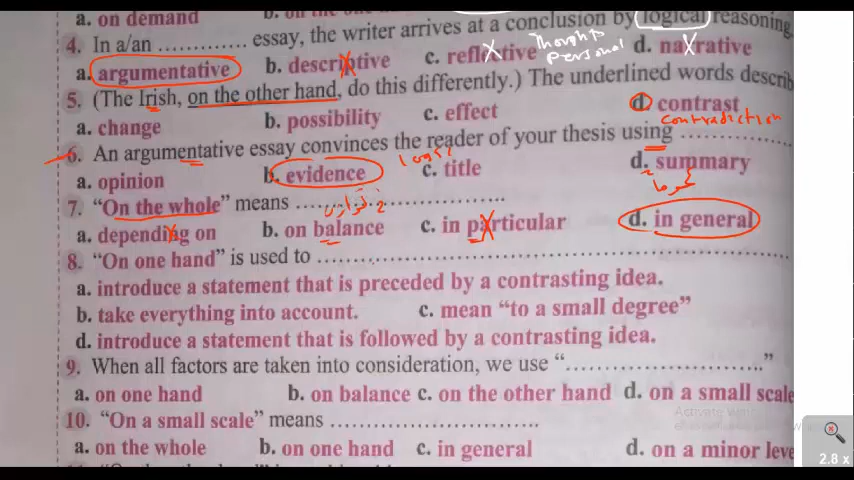 a. on demand b. on the
4. In a/an ............... essay, the writer arrives at a conclusion by logical reasoning.
Thoughts
personal
a. argumentative b. descriptive c. reflective d. narrative
5. (The Irish, on the other hand, do this differently.) The underlined words describ
a. change b. possibility c. effect d. contrast
contradiction
6. An argumentative essay convinces the reader of your thesis using ...............
a. opinion b. evidence c. title d. summary
7. "On the whole" means ...............
a. depending on b. on balance c. in particular d. in general
8. "On one hand" is used to ...............
a. introduce a statement that is preceded by a contrasting idea.
b. take everything into account. c. mean "to a small degree"
d. introduce a statement that is followed by a contrasting idea.
9. When all factors are taken into consideration, we use "..............."
a. on one hand b. on balance c. on the other hand d. on a small scale
10. "On a small scale" means ...............
a. on the whole b. on one hand c. in general d. on a minor leve
2.8 x